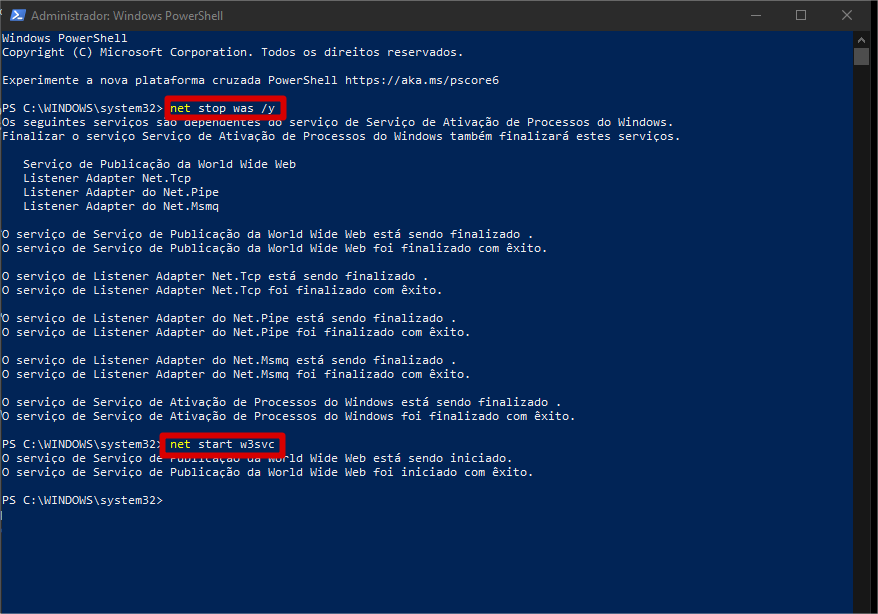 Administrador: Windows PowerShell
Windows PowerShell
Copyright (C) Microsoft Corporation. Todos os direitos reservados.
Experimente a nova plataforma cruzada PowerShell https://aka.ms/pscore6
PS C:\WINDOWS\system32> net stop was /y
Os seguintes serviços são dependentes do serviço de Serviço de Ativação de Processos do Windows.
Finalizar o serviço Serviço de Ativação de Processos do Windows também finalizará estes serviços.
Serviço de Publicação da World Wide Web
Listener Adapter Net.Tcp
Listener Adapter do Net.Pipe
Listener Adapter do Net.Msmq
O serviço de Serviço de Publicação da World Wide Web está sendo finalizado .
O serviço de Serviço de Publicação da World Wide Web foi finalizado com êxito.
O serviço de Listener Adapter Net.Tcp está sendo finalizado .
O serviço de Listener Adapter Net.Tcp foi finalizado com êxito.
O serviço de Listener Adapter do Net.Pipe está sendo finalizado .
O serviço de Listener Adapter do Net.Pipe foi finalizado com êxito.
O serviço de Listener Adapter do Net.Msmq está sendo finalizado .
O serviço de Listener Adapter do Net.Msmq foi finalizado com êxito.
O serviço de Serviço de Ativação de Processos do Windows está sendo finalizado .
O serviço de Serviço de Ativação de Processos do Windows foi finalizado com êxito.
PS C:\WINDOWS\system32> net start w3svc
O serviço de Serviço de Publicação da World Wide Web está sendo iniciado.
O serviço de Serviço de Publicação da World Wide Web foi iniciado com êxito.
PS C:\WINDOWS\system32>